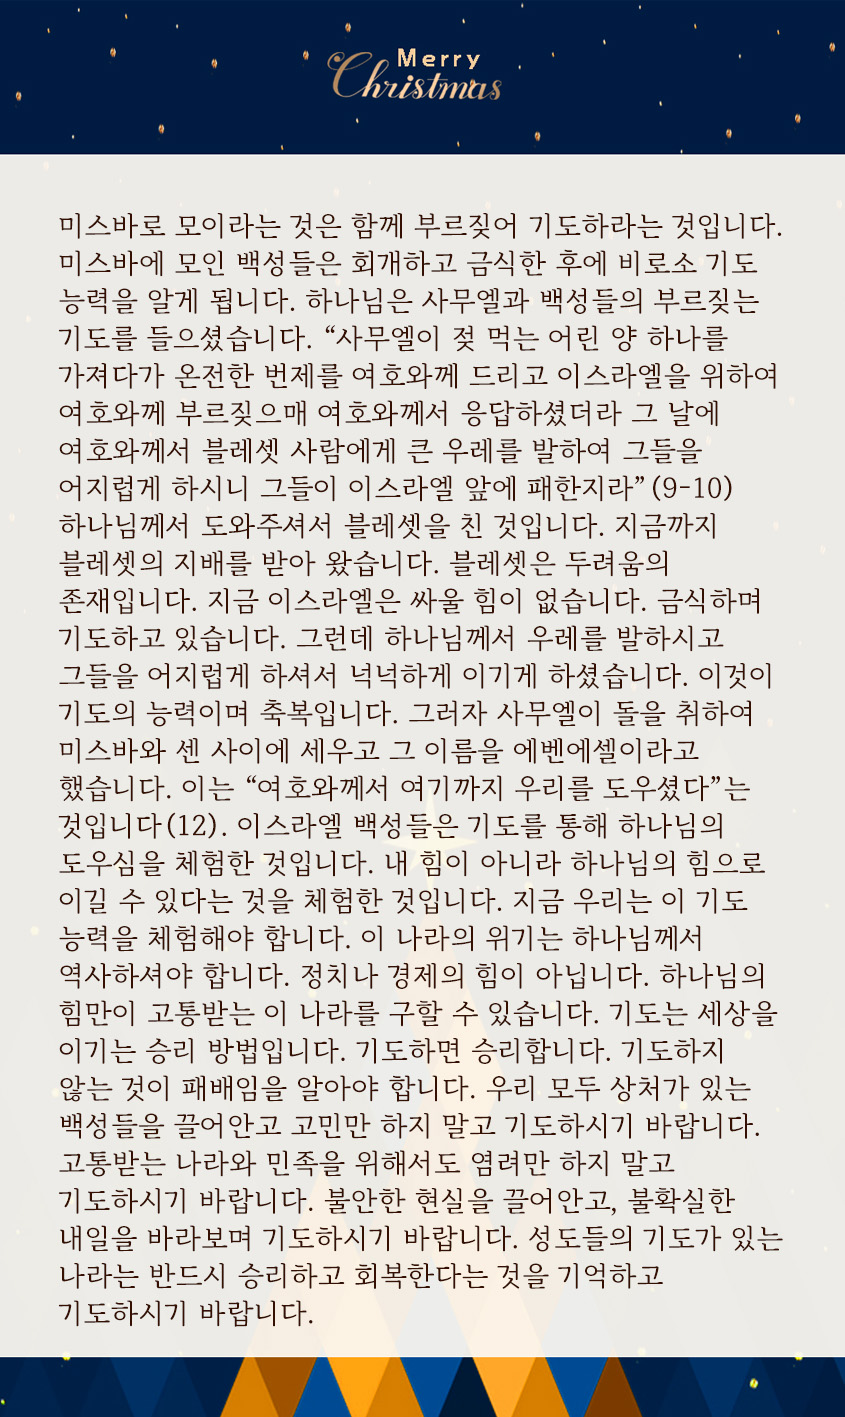 Merry
Christmas
미스바로 모이라는 것은 함께 부르짖어 기도하라는 것입니다.
미스바에 모인 백성들은 회개하고 금식한 후에 비로소 기도
능력을 알게 됩니다. 하나님은 사무엘과 백성들의 부르짖는
기도를 들으셨습니다. “사무엘이 젖 먹는 어린 양 하나를
가져다가 온전한 번제를 여호와께 드리고 이스라엘을 위하여
여호와께 부르짖으매 여호와께서 응답하셨더라 그 날에
여호와께서 블레셋 사람에게 큰 우레를 발하여 그들을
어지럽게 하시니 그들이 이스라엘 앞에 패한지라” (9-10)
하나님께서 도와주셔서 블레셋을 친 것입니다. 지금까지
블레셋의 지배를 받아 왔습니다. 블레셋은 두려움의
존재입니다. 지금 이스라엘은 싸울 힘이 없습니다. 금식하며
기도하고 있습니다. 그런데 하나님께서 우레를 발하시고
그들을 어지럽게 하셔서 넉넉하게 이기게 하셨습니다. 이것이
기도의 능력이며 축복입니다. 그러자 사무엘이 돌을 취하여
미스바와 센 사이에 세우고 그 이름을 에벤에셀이라고
했습니다. 이는 “여호와께서 여기까지 우리를 도우셨다”는
것입니다(12). 이스라엘 백성들은 기도를 통해 하나님의
도우심을 체험한 것입니다. 내 힘이 아니라 하나님의 힘으로
이길 수 있다는 것을 체험한 것입니다. 지금 우리는 이 기도
능력을 체험해야 합니다. 이 나라의 위기는 하나님께서
역사하셔야 합니다. 정치나 경제의 힘이 아닙니다. 하나님의
힘만이 고통받는 이 나라를 구할 수 있습니다. 기도는 세상을
이기는 승리 방법입니다. 기도하면 승리합니다. 기도하지
않는 것이 패배임을 알아야 합니다. 우리 모두 상처가 있는
백성들을 끌어안고 고민만 하지 말고 기도하시기 바랍니다.
고통받는 나라와 민족을 위해서도 염려만 하지 말고
기도하시기 바랍니다. 불안한 현실을 끌어안고, 불확실한
내일을 바라보며 기도하시기 바랍니다. 성도들의 기도가 있는
나라는 반드시 승리하고 회복한다는 것을 기억하고
기도하시기 바랍니다.